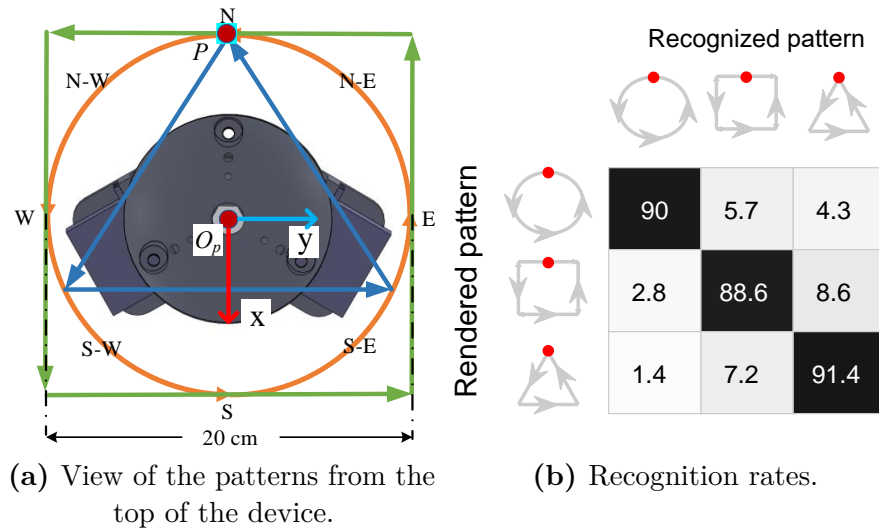 N
P
N-W
N-E
W
E
O_p
y
x
S-W
S-E
S
20 cm
(a) View of the patterns from the
top of the device.
Recognized pattern
Rendered pattern
90 5.7 4.3
2.8 88.6 8.6
1.4 7.2 91.4
(b) Recognition rates.